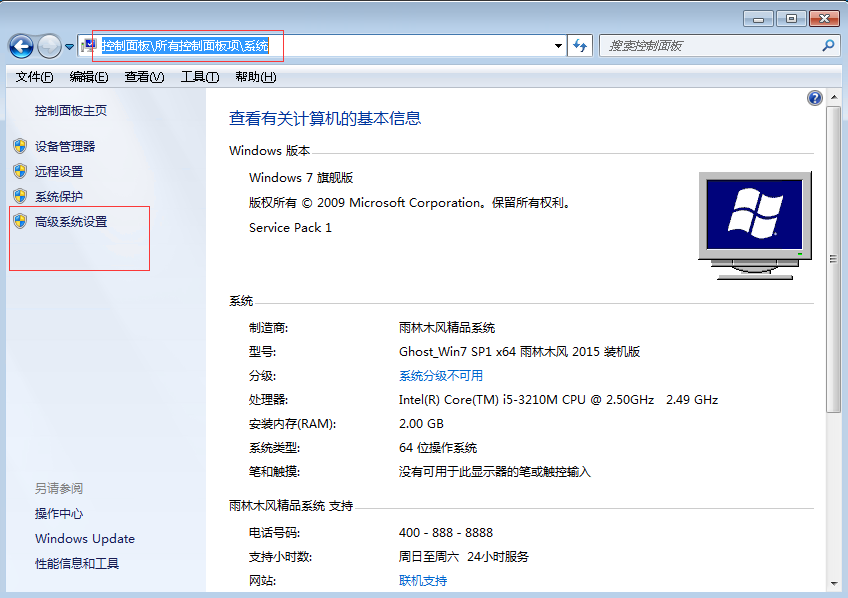 控制面板\所有控制面板项\系统
搜索控制面板
文件(F) 编辑(E) 查看(V) 工具(T) 帮助(H)
控制面板主页
设备管理器
远程设置
系统保护
高级系统设置
另请参阅
操作中心
Windows Update
性能信息和工具
查看有关计算机的基本信息
Windows 版本
Windows 7 旗舰版
版权所有 © 2009 Microsoft Corporation。保留所有权利。
Service Pack 1
系统
制造商: 雨林木风精品系统
型号: Ghost_Win7 SP1 x64 雨林木风 2015 装机版
分级: 系统分级不可用
处理器: Intel(R) Core(TM) i5-3210M CPU @ 2.50GHz 2.49 GHz
安装内存(RAM): 2.00 GB
系统类型: 64 位操作系统
笔和触摸: 没有可用于此显示器的笔或触控输入
雨林木风精品系统 支持
电话号码: 400 - 888 - 8888
支持小时数: 周日至周六 24小时服务
网站: 联机支持